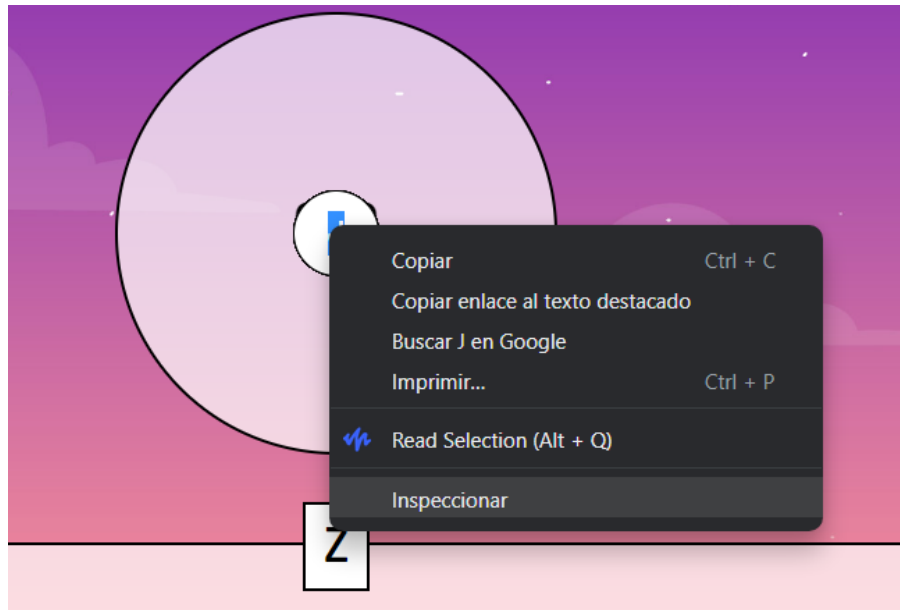 Copiar Ctrl + C
Copiar enlace al texto destacado
Buscar J en Google
Imprimir... Ctrl + P
Read Selection (Alt + Q)
Inspeccionar
Z